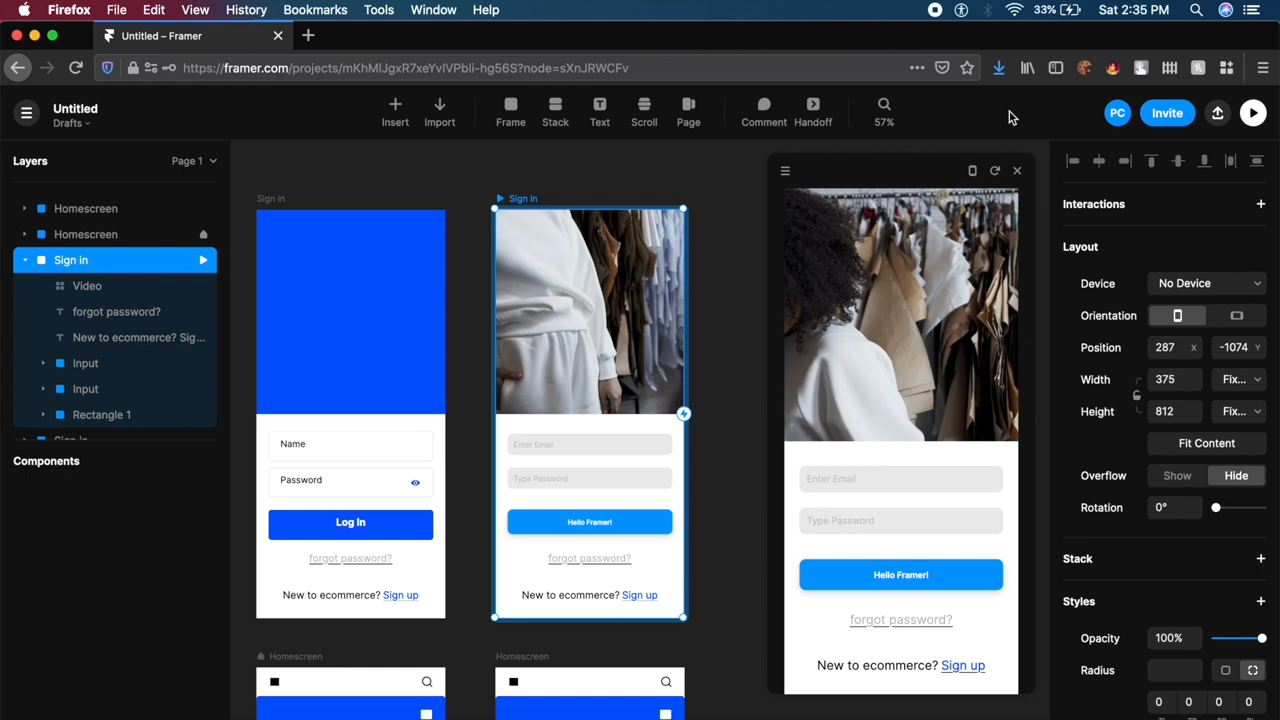 Firefox File Edit View History Bookmarks Tools Window Help 33% Sat 2:35 PM
Untitled – Framer
https://framer.com/projects/mKhMIJgxR7xeYvIVPbIi-hg56S?node=sXnJRWCFv
Untitled
Drafts
Insert Import Frame Stack Text Scroll Page Comment Handoff 57%
PC Invite
Layers Page 1
Homescreen
Homescreen
Sign in
Video
forgot password?
New to ecommerce? Sig...
Input
Input
Rectangle 1
Sign in
Components
Sign in
Name
Password
Log In
forgot password?
New to ecommerce? Sign up
Homescreen
Sign in
Enter Email
Type Password
Hello Framer!
forgot password?
New to ecommerce? Sign up
Homescreen
Enter Email
Type Password
Hello Framer!
forgot password?
New to ecommerce? Sign up
Interactions
Layout
Device No Device
Orientation
Position 287 X -1074 Y
Width 375 Fix...
Height 812 Fix...
Fit Content
Overflow Show Hide
Rotation 0°
Stack
Styles
Opacity 100%
Radius
0 0 0 0